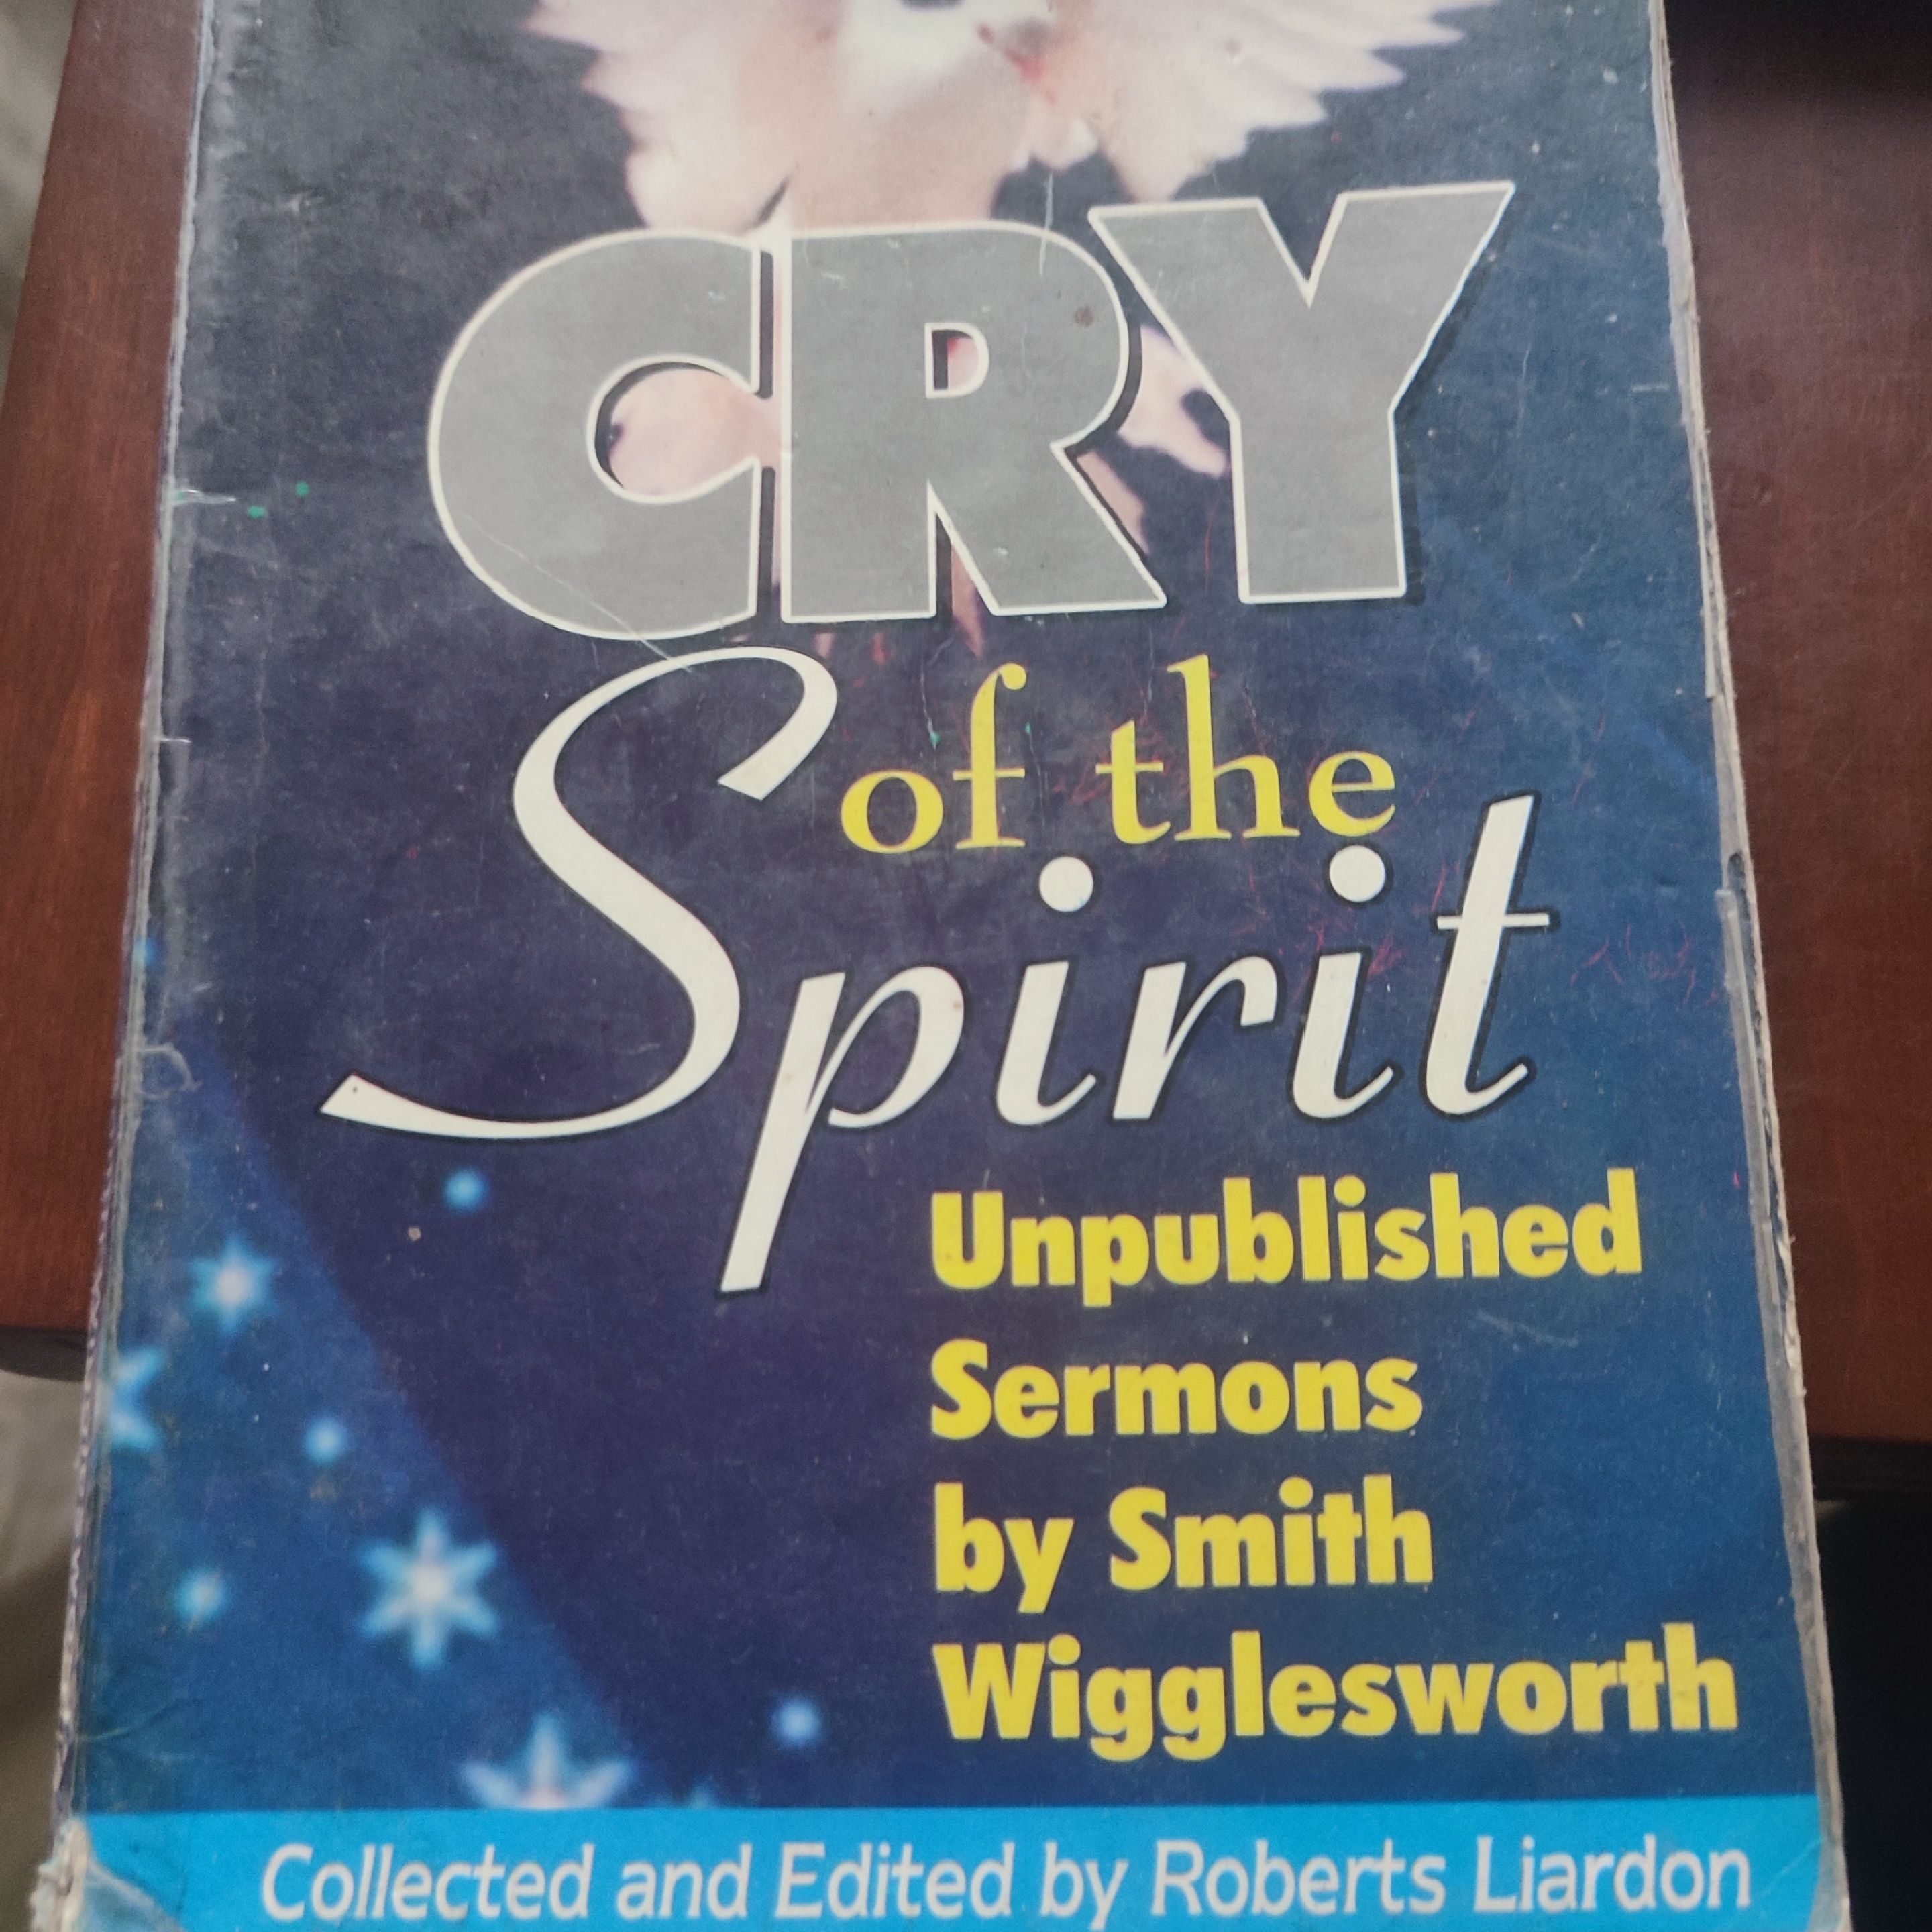 CRY
of the
Spirit
Unpublished
Sermons
by Smith
Wigglesworth
Collected and Edited by Roberts Liardon